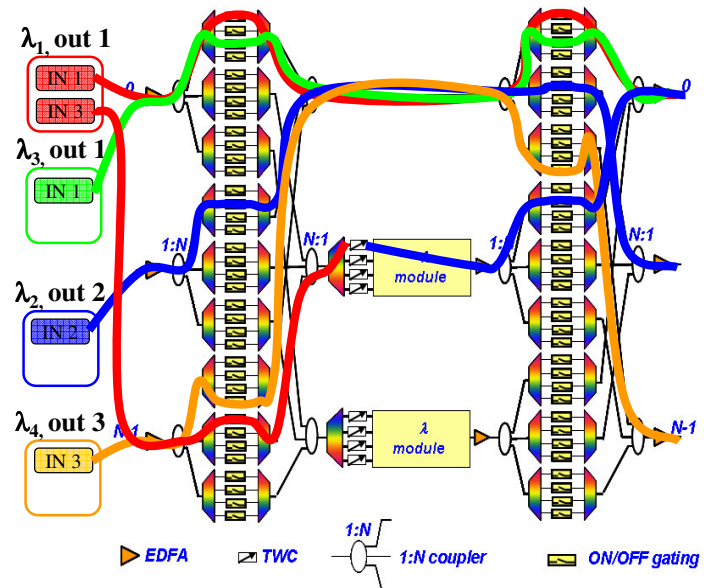 λ1, out 1
IN 1
IN 3
λ3, out 1
IN 1
λ2, out 2
IN 2
λ4, out 3
IN 3
0
1:N
N-1
N:1
λ
module
1:N
N:1
0
N-1
λ
module
EDFA
TWC
1:N
1:N coupler
ON/OFF gating